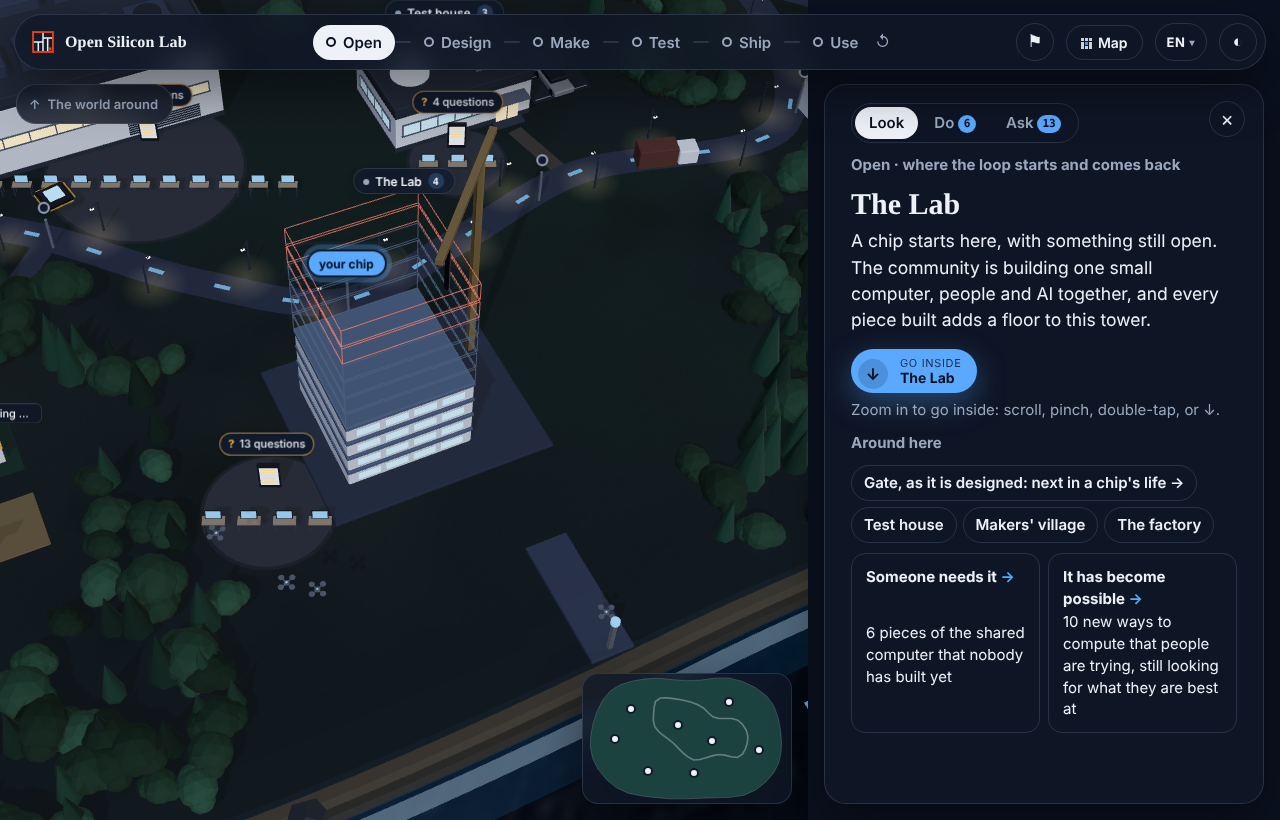 Test house 3
Open Silicon Lab
Open
Design
Make
Test
Ship
Use
Map
EN
The world around
ns
? 4 questions
The Lab 4
your chip
ing ...
? 13 questions
Look
Do 6
Ask 13
Open · where the loop starts and comes back
The Lab
A chip starts here, with something still open.
The community is building one small
computer, people and AI together, and every
piece built adds a floor to this tower.
GO INSIDE
The Lab
Zoom in to go inside: scroll, pinch, double-tap, or ↓.
Around here
Gate, as it is designed: next in a chip's life →
Test house
Makers' village
The factory
Someone needs it →
6 pieces of the shared
computer that nobody
has built yet
It has become
possible →
10 new ways to
compute that people
are trying, still looking
for what they are best
at